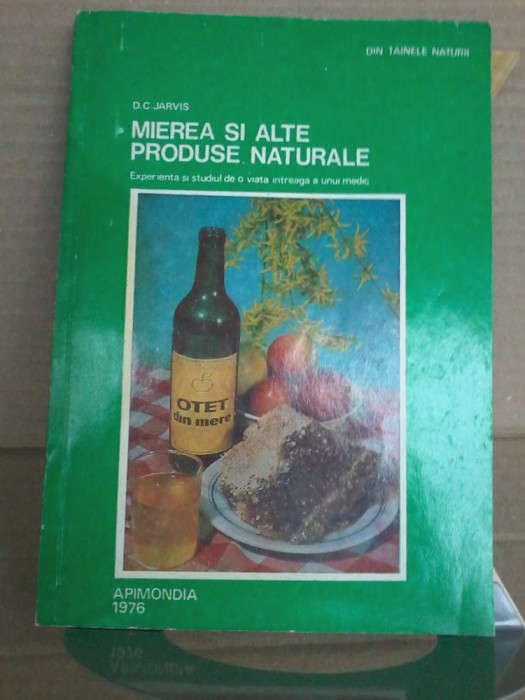 DIN TAINELE NATURII
D.C. JARVIS
MIEREA SI ALTE
PRODUSE NATURALE
Experienta si studiul de o viata intreaga a unui medic
OTET
din mere
APIMONDIA
1976